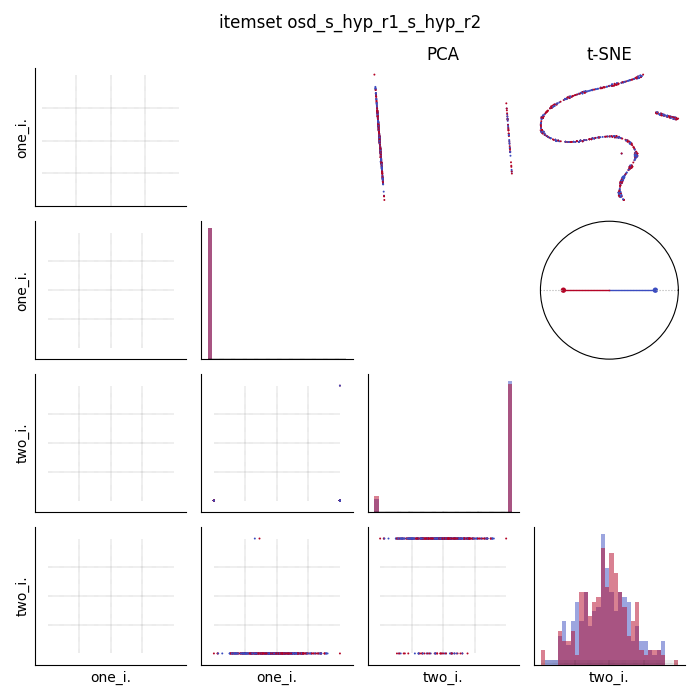 itemset osd_s_hyp_r1_s_hyp_r2
PCA
t-SNE
one_i.
one_i.
two_i.
two_i.
one_i.
one_i.
two_i.
two_i.